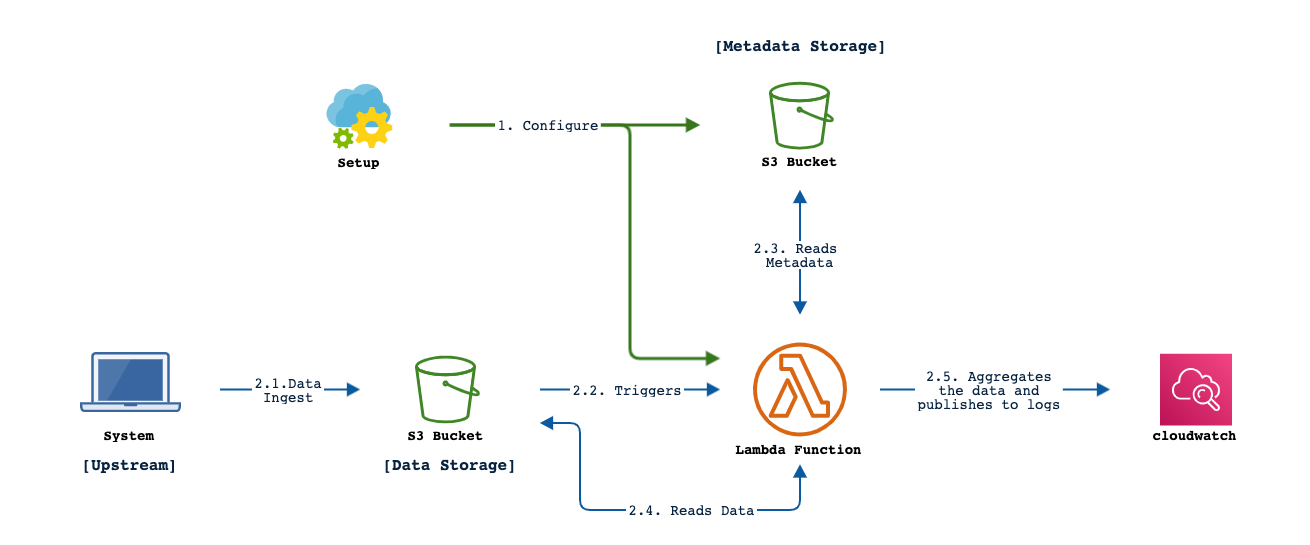 [Metadata Storage]
1. Configure
Setup
S3 Bucket
2.3. Reads
Metadata
2.1.Data
Ingest
2.2. Triggers
2.5. Aggregates
the data and
publishes to logs
System
S3 Bucket
Lambda Function
cloudwatch
[Upstream]
[Data Storage]
2.4. Reads Data